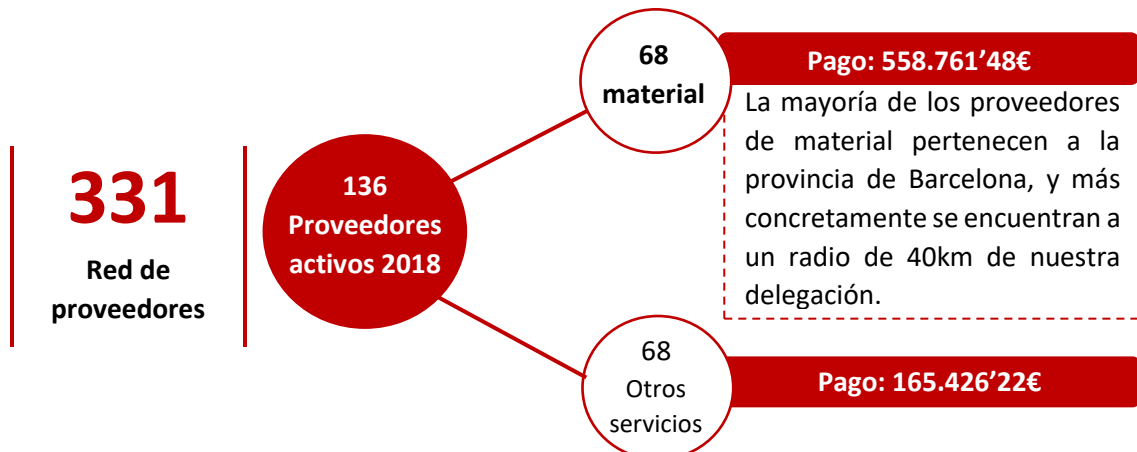 331
Red de
proveedores
136
Proveedores
activos 2018
68
material
Pago: 558.761’48€
La mayoría de los proveedores
de material pertenecen a la
provincia de Barcelona, y más
concretamente se encuentran a
un radio de 40km de nuestra
delegación.
68
Otros
servicios
Pago: 165.426’22€